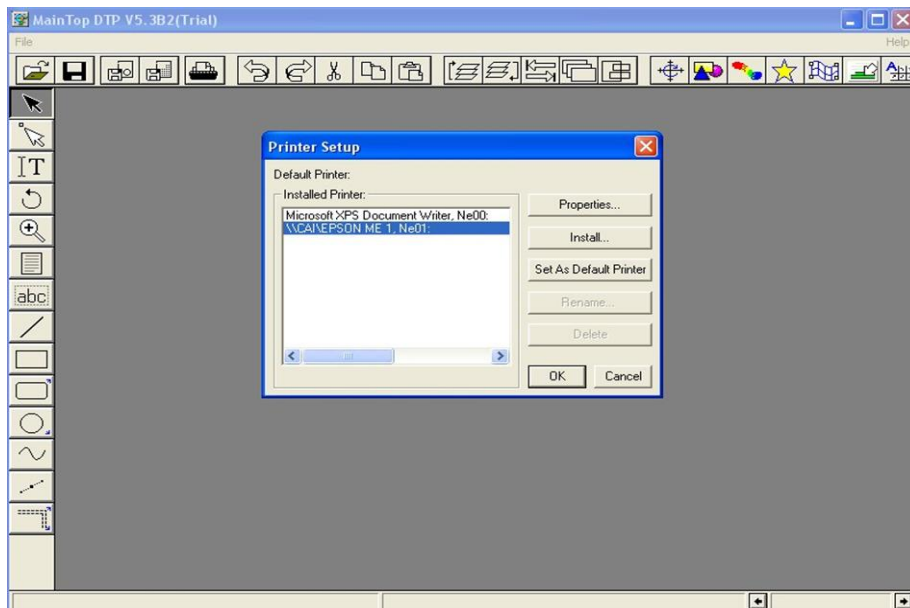 MainTop DTP V5.3B2(Trial)
File
Help
Printer Setup
Default Printer:
Installed Printer:
Microsoft XPS Document Writer, Ne00:
\\CAI\EPSON ME 1, Ne01:
Properties...
Install...
Set As Default Printer
Rename...
Delete
OK
Cancel
T
abc
A